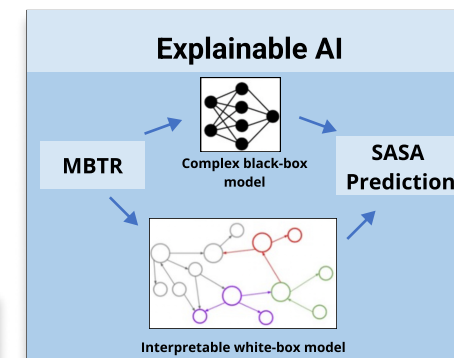 Explainable AI
MBTR
Complex black-box
model
SASA
Prediction
Interpretable white-box model